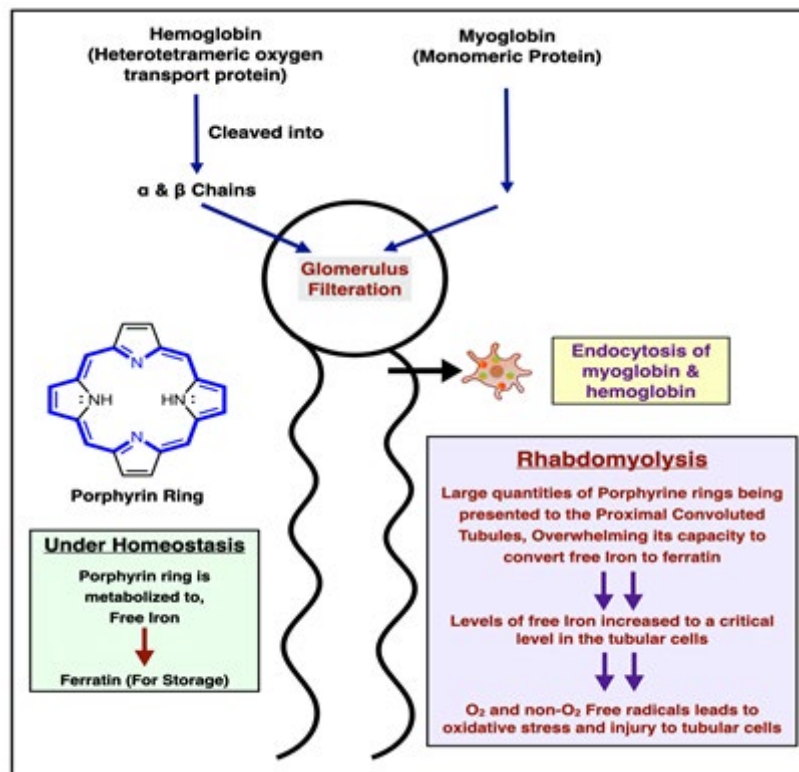 Hemoglobin
(Heterotetrameric oxygen
transport protein)
Myoglobin
(Monomeric Protein)
Cleaved into
α & β Chains
Glomerulus
Filteration
N
NH
HN
N
Porphyrin Ring
Endocytosis of
myoglobin &
hemoglobin
Under Homeostasis
Porphyrin ring is
metabolized to,
Free Iron
Ferratin (For Storage)
Rhabdomyolysis
Large quantities of Porphyrine rings being
presented to the Proximal Convoluted
Tubules, Overwhelming its capacity to
convert free Iron to ferratin
Levels of free Iron increased to a critical
level in the tubular cells
O₂ and non-O₂ Free radicals leads to
oxidative stress and injury to tubular cells